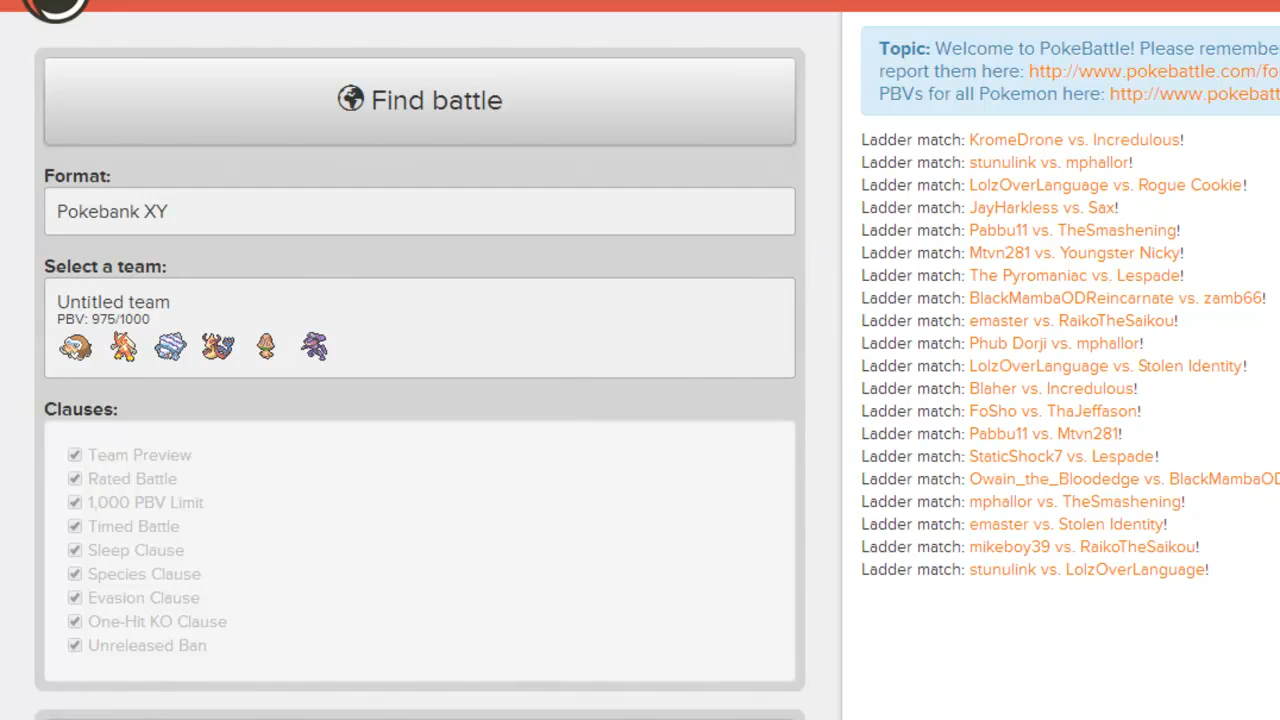 Find battle
Format:
Pokebank XY
Select a team:
Untitled team
PBV: 975/1000
Clauses:
Team Preview
Rated Battle
1,000 PBV Limit
Timed Battle
Sleep Clause
Species Clause
Evasion Clause
One-Hit KO Clause
Unreleased Ban
Topic: Welcome to PokeBattle! Please remembe
report them here: http://www.pokebattle.com/fo
PBVs for all Pokemon here: http://www.pokebatt
Ladder match: KromeDrone vs. Incredulous!
Ladder match: stunulink vs. mphallor!
Ladder match: LolzOverLanguage vs. Rogue Cookie!
Ladder match: JayHarkless vs. Sax!
Ladder match: Pabbu11 vs. TheSmashening!
Ladder match: Mtvn281 vs. Youngster Nicky!
Ladder match: The Pyromaniac vs. Lespade!
Ladder match: BlackMambaODReincarnate vs. zamb66!
Ladder match: emaster vs. RaikoTheSaikou!
Ladder match: Phub Dorji vs. mphallor!
Ladder match: LolzOverLanguage vs. Stolen Identity!
Ladder match: Blaher vs. Incredulous!
Ladder match: FoSho vs. ThaJeffason!
Ladder match: Pabbu11 vs. Mtvn281!
Ladder match: StaticShock7 vs. Lespade!
Ladder match: Owain_the_Bloodedge vs. BlackMambaOD
Ladder match: mphallor vs. TheSmashening!
Ladder match: emaster vs. Stolen Identity!
Ladder match: mikeboy39 vs. RaikoTheSaikou!
Ladder match: stunulink vs. LolzOverLanguage!